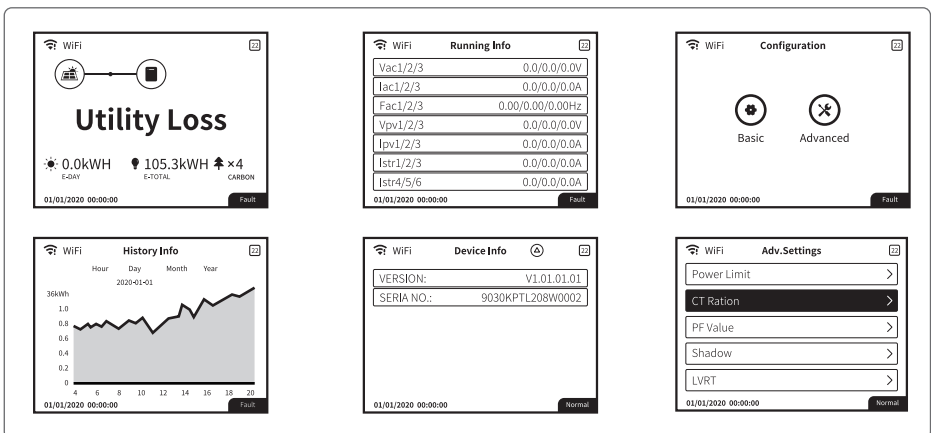 WiFi 22
Utility Loss
0.0kWH 105.3kWH ×4
E-DAY E-TOTAL CARBON
01/01/2020 00:00:00 Fault
WiFi Running Info 22
Vac1/2/3 0.0/0.0/0.0V
Iac1/2/3 0.0/0.0/0.0A
Fac1/2/3 0.00/0.00/0.00Hz
Vpv1/2/3 0.0/0.0/0.0V
Ipv1/2/3 0.0/0.0/0.0A
Istr1/2/3 0.0/0.0/0.0A
Istr4/5/6 0.0/0.0/0.0A
01/01/2020 00:00:00 Fault
WiFi Configuration 22
Basic Advanced
01/01/2020 00:00:00 Fault
WiFi History Info 22
Hour Day Month Year
2020-01-01
36kWh
1.0
0.8
0.6
0.4
0.2
0
4 6 8 10 12 14 16 18 20
01/01/2020 00:00:00 Fault
WiFi Device Info 22
VERSION: V1.01.01.01
SERIA NO.: 9030KPTL208W0002
01/01/2020 00:00:00 Normal
WiFi Adv.Settings 22
Power Limit
CT Ration
PF Value
Shadow
LVRT
01/01/2020 00:00:00 Normal